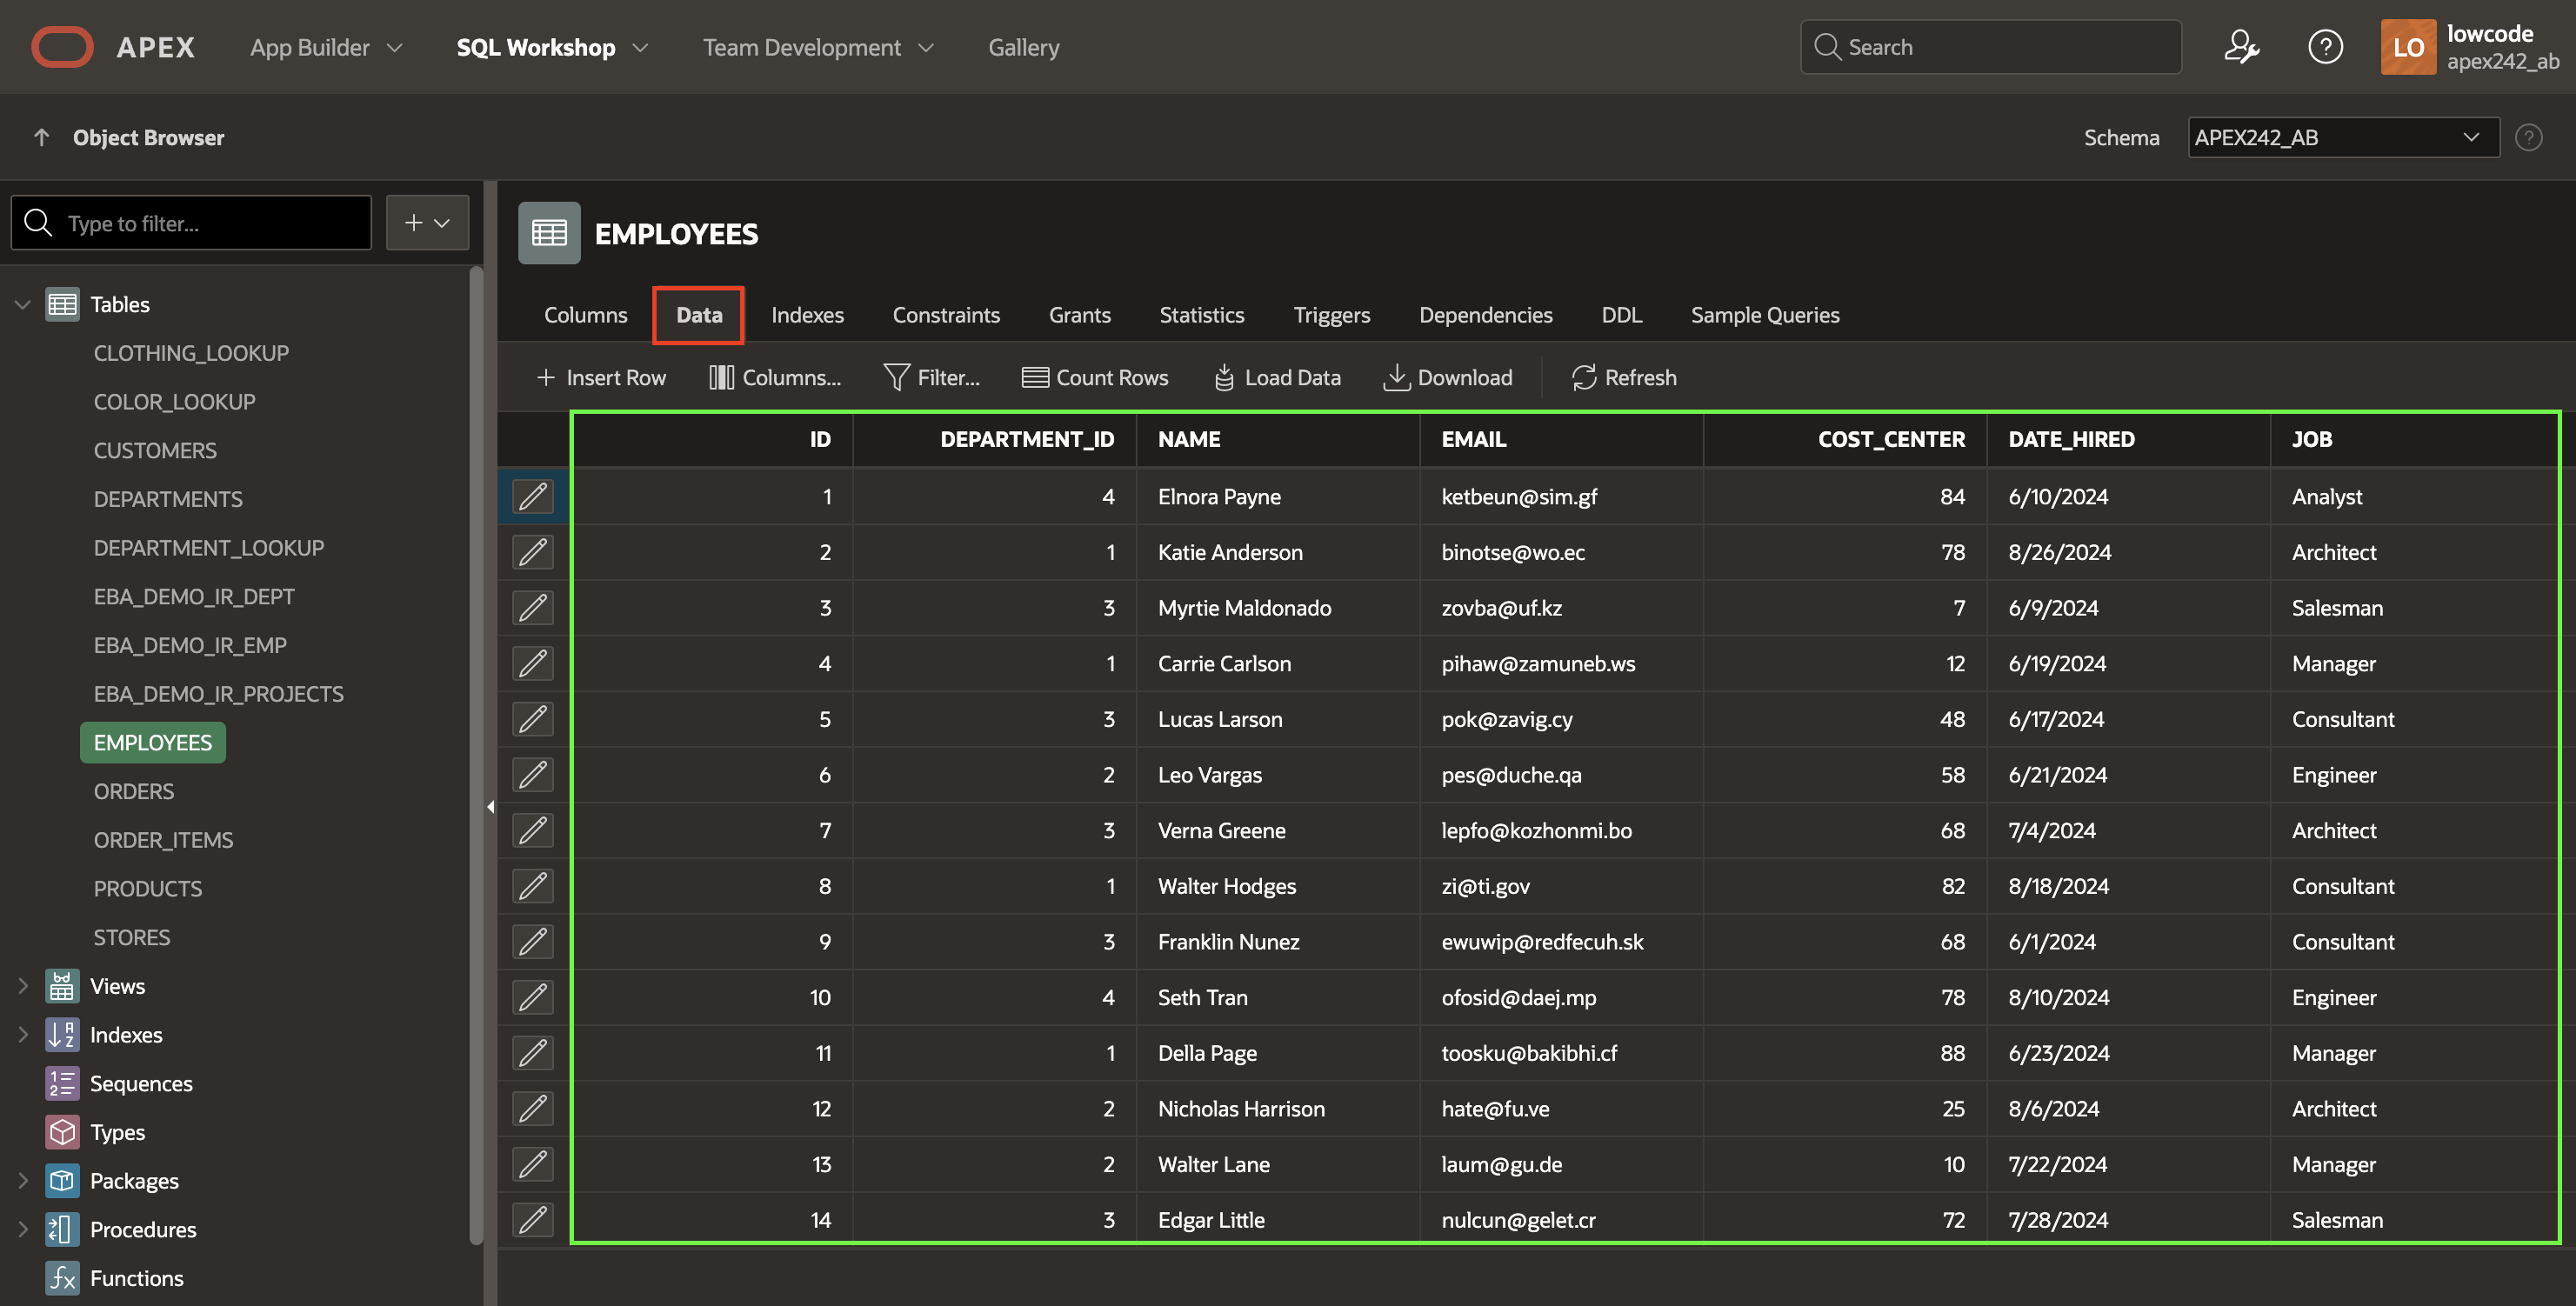 APEX App Builder SQL Workshop Team Development Gallery Search ? LO lowcode
apex242_ab
Object Browser Schema APEX242_AB ?
Type to filter...
Tables
CLOTHING_LOOKUP
COLOR_LOOKUP
CUSTOMERS
DEPARTMENTS
DEPARTMENT_LOOKUP
EBA_DEMO_IR_DEPT
EBA_DEMO_IR_EMP
EBA_DEMO_IR_PROJECTS
EMPLOYEES
ORDERS
ORDER_ITEMS
PRODUCTS
STORES
Views
Indexes
Sequences
Types
Packages
Procedures
Functions
EMPLOYEES
Columns Data Indexes Constraints Grants Statistics Triggers Dependencies DDL Sample Queries
Insert Row Columns... Filter... Count Rows Load Data Download Refresh
ID DEPARTMENT_ID NAME EMAIL COST_CENTER DATE_HIRED JOB
1 4 Elnora Payne ketbeun@sim.gf 84 6/10/2024 Analyst
2 1 Katie Anderson binotse@wo.ec 78 8/26/2024 Architect
3 3 Myrtie Maldonado zovba@uf.kz 7 6/9/2024 Salesman
4 1 Carrie Carlson pihaw@zamuneb.ws 12 6/19/2024 Manager
5 3 Lucas Larson pok@zavig.cy 48 6/17/2024 Consultant
6 2 Leo Vargas pes@duche.qa 58 6/21/2024 Engineer
7 3 Verna Greene lepfo@kozhonmi.bo 68 7/4/2024 Architect
8 1 Walter Hodges zi@ti.gov 82 8/18/2024 Consultant
9 3 Franklin Nunez ewuwip@redfecuh.sk 68 6/1/2024 Consultant
10 4 Seth Tran ofosid@daej.mp 78 8/10/2024 Engineer
11 1 Della Page toosku@bakibhi.cf 88 6/23/2024 Manager
12 2 Nicholas Harrison hate@fu.ve 25 8/6/2024 Architect
13 2 Walter Lane laum@gu.de 10 7/22/2024 Manager
14 3 Edgar Little nulcun@gelet.cr 72 7/28/2024 Salesman